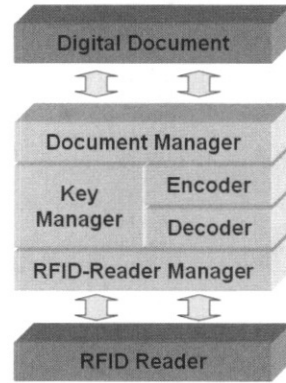 Digital Document
Document Manager
Key
Manager
Encoder
Decoder
RFID-Reader Manager
RFID Reader